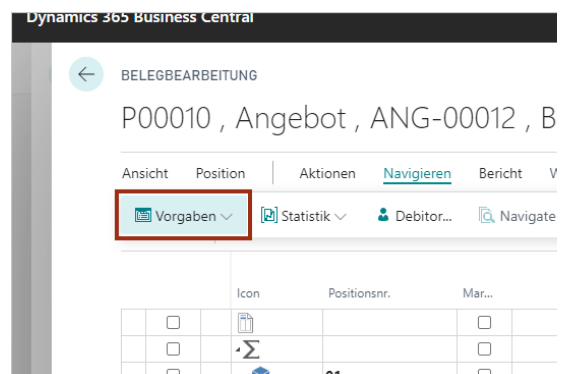 Dynamics 365 Business Central
BELEGBEARBEITUNG
P00010 , Angebot , ANG-00012 , B
Ansicht Position Aktionen Navigieren Bericht
Vorgaben Statistik Debitor... Navigate
Icon Positionsnr. Mar...